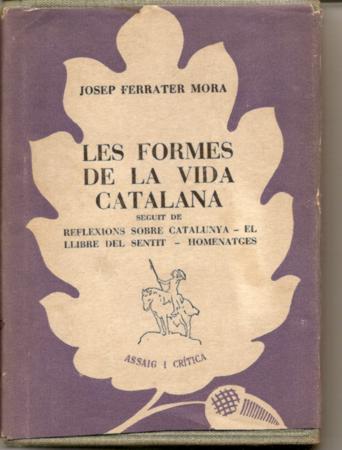 JOSEP FERRATER MORA
LES FORMES
DE LA VIDA
CATALANA
SEGUIT DE
REFLEXIONS SOBRE CATALUNYA – EL
LLIBRE DEL SENTIT – HOMENATGES
ASSAIG I CRÍTICA